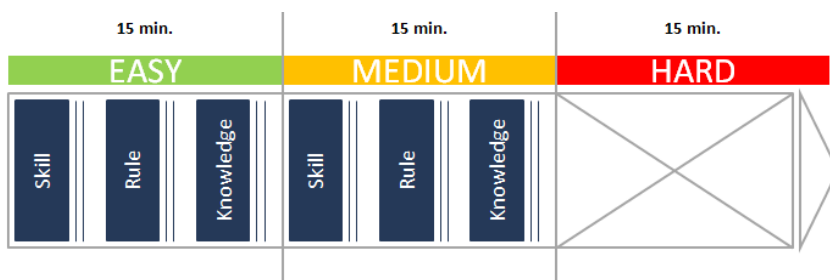 15 min. 15 min. 15 min.
EASY MEDIUM HARD
Skill Rule Knowledge Skill Rule Knowledge